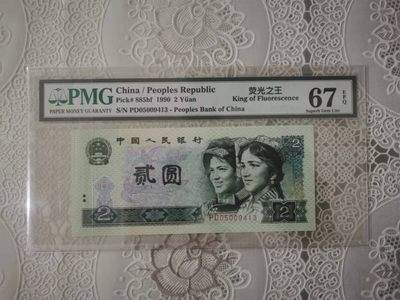 PMG
PAPER MONEY GUARANTY
China / Peoples Republic
Pick# 885bf 1990 2 Yüan
S/N PD05009413 - Peoples Bank of China
荧光之王
King of Fluorescence
67 EPQ
Superb Gem Unc
中国人民银行
2
贰圆
PD05009413
2
2